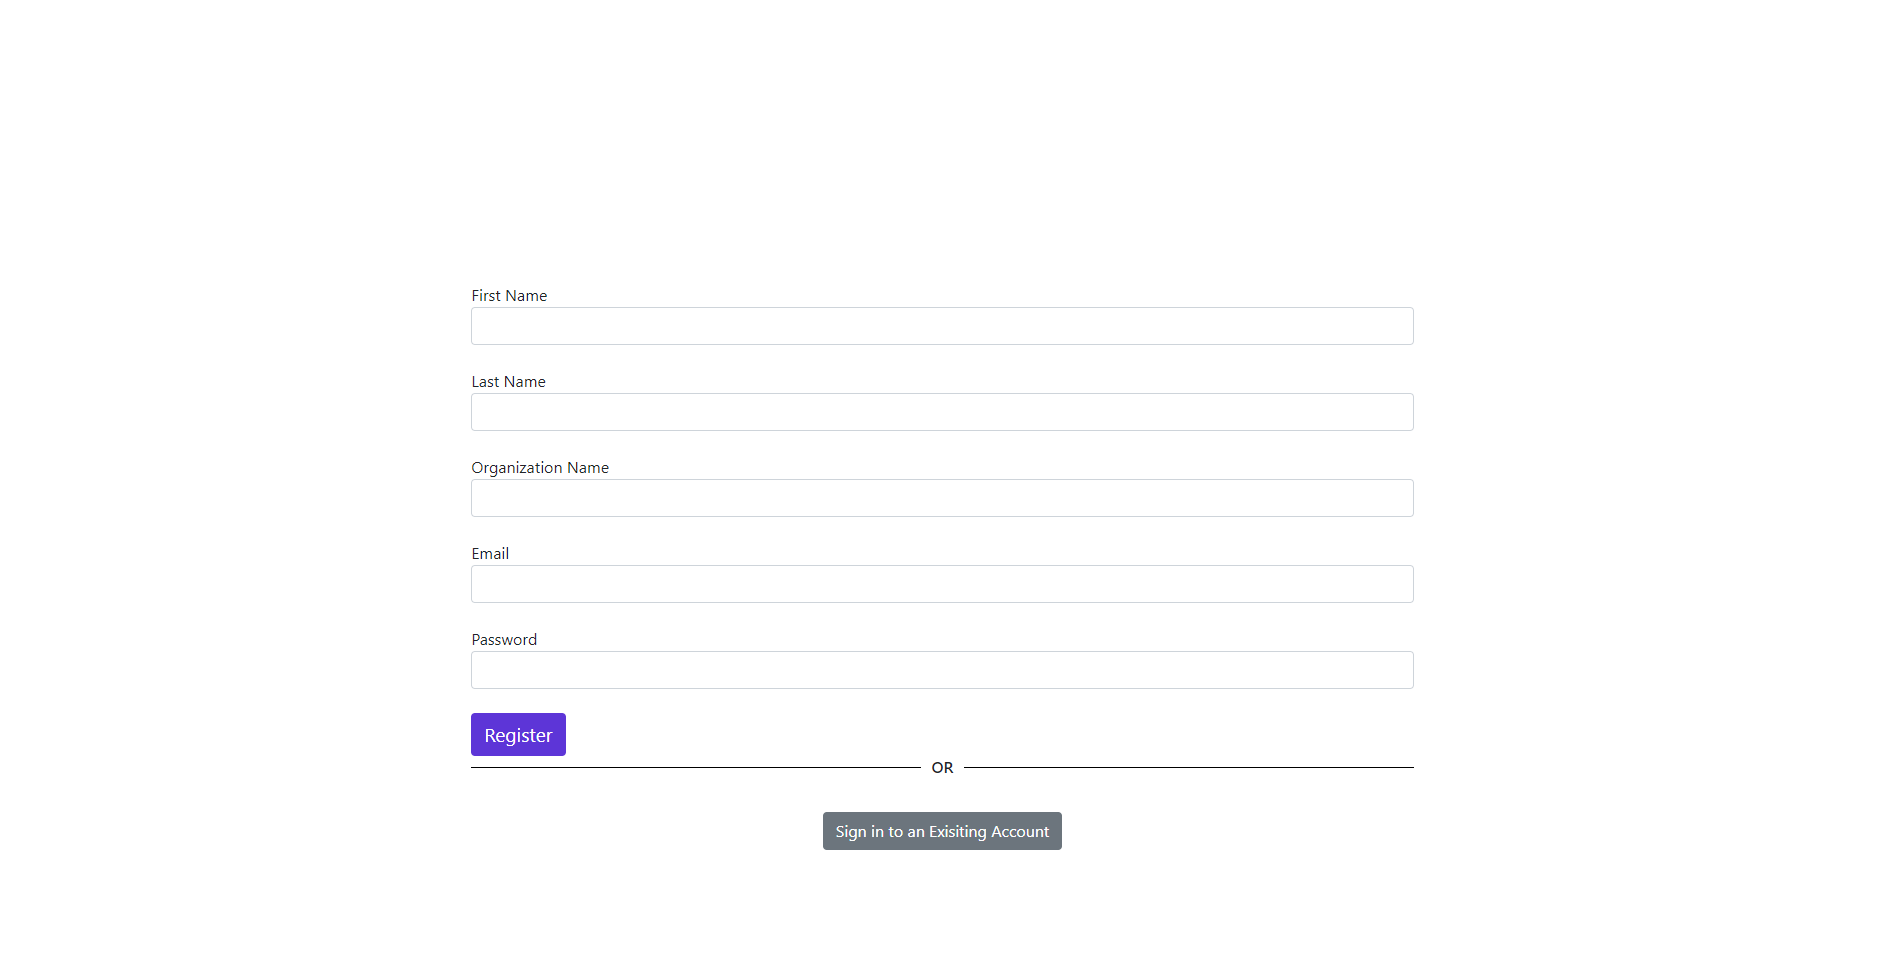 First Name
Last Name
Organization Name
Email
Password
Register
OR
Sign in to an Exisiting Account